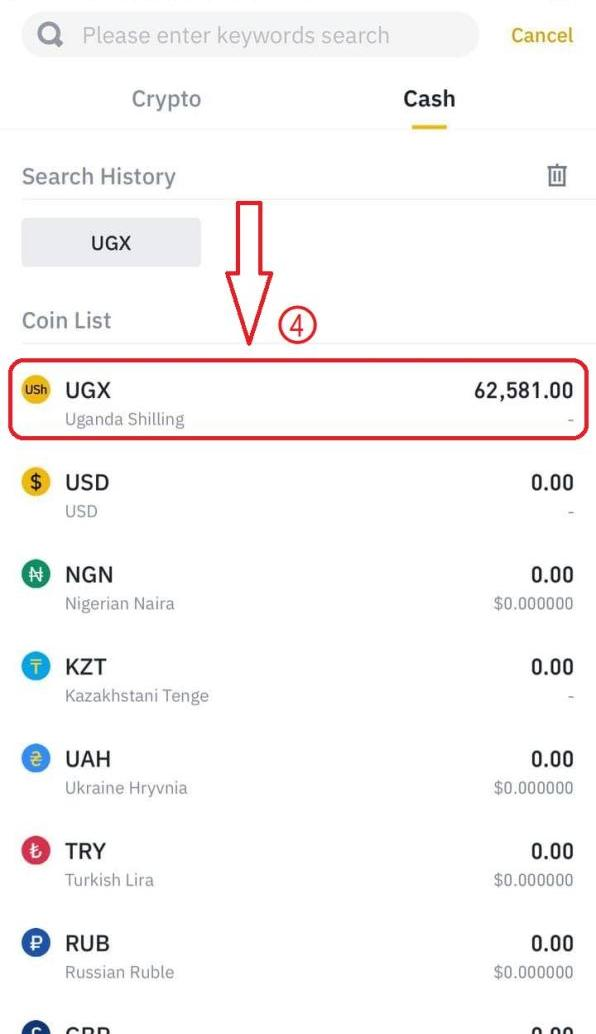 Please enter keywords search
Cancel
Crypto
Cash
Search History
UGX
Coin List
④
USh UGX 62,581.00
Uganda Shilling -
$ USD 0.00
USD -
₦ NGN 0.00
Nigerian Naira $0.000000
₸ KZT 0.00
Kazakhstani Tenge -
₴ UAH 0.00
Ukraine Hryvnia $0.000000
₺ TRY 0.00
Turkish Lira $0.000000
₽ RUB 0.00
Russian Ruble $0.000000
GBP 0.00